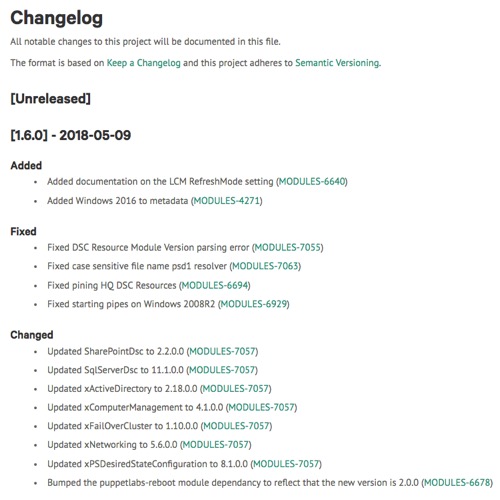 Changelog
All notable changes to this project will be documented in this file.
The format is based on Keep a Changelog and this project adheres to Semantic Versioning.
[Unreleased]
[1.6.0] - 2018-05-09
Added
• Added documentation on the LCM RefreshMode setting (MODULES-6640)
• Added Windows 2016 to metadata (MODULES-4271)
Fixed
• Fixed DSC Resource Module Version parsing error (MODULES-7055)
• Fixed case sensitive file name psd1 resolver (MODULES-7063)
• Fixed pining HQ DSC Resources (MODULES-6694)
• Fixed starting pipes on Windows 2008R2 (MODULES-6929)
Changed
• Updated SharePointDsc to 2.2.0.0 (MODULES-7057)
• Updated SqlServerDsc to 11.1.0.0 (MODULES-7057)
• Updated xActiveDirectory to 2.18.0.0 (MODULES-7057)
• Updated xComputerManagement to 4.1.0.0 (MODULES-7057)
• Updated xFailOverCluster to 1.10.0.0 (MODULES-7057)
• Updated xNetworking to 5.6.0.0 (MODULES-7057)
• Updated xPSDesiredStateConfiguration to 8.1.0.0 (MODULES-7057)
• Bumped the puppetlabs-reboot module dependancy to reflect that the new version is 2.0.0 (MODULES-6678)